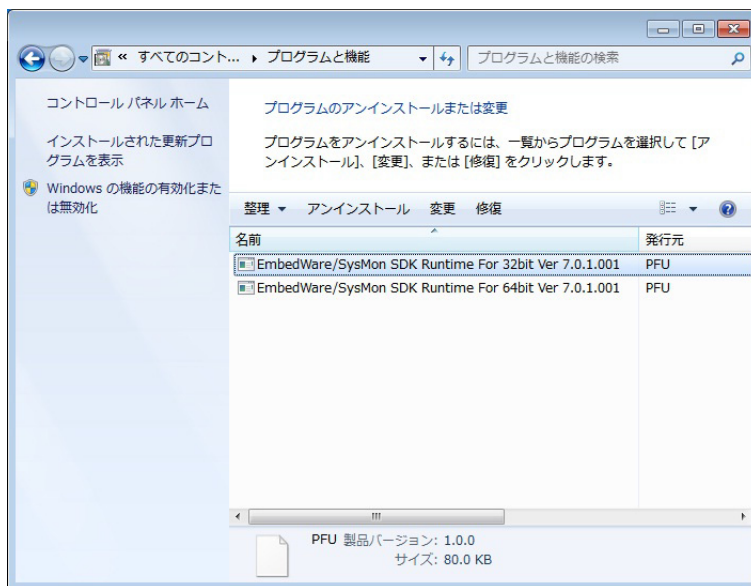 « すべてのコント... ▸ プログラムと機能
プログラムと機能の検索
コントロール パネル ホーム
インストールされた更新プロ
グラムを表示
Windows の機能の有効化また
は無効化
プログラムのアンインストールまたは変更
プログラムをアンインストールするには、一覧からプログラムを選択して [ア
ンインストール]、[変更]、または [修復] をクリックします。
整理 ▼ アンインストール 変更 修復
名前 発行元
EmbedWare/SysMon SDK Runtime For 32bit Ver 7.0.1.001 PFU
EmbedWare/SysMon SDK Runtime For 64bit Ver 7.0.1.001 PFU
PFU 製品バージョン: 1.0.0
サイズ: 80.0 KB